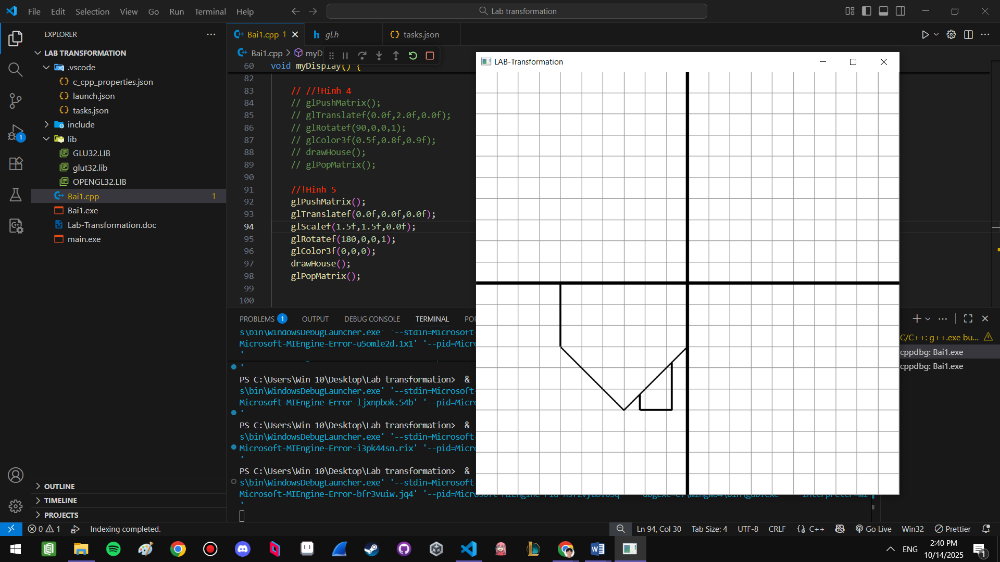 File Edit Selection View Go Run Terminal Help
Lab transformation
EXPLORER
LAB TRANSFORMATION
.vscode
c_cpp_properties.json
launch.json
tasks.json
include
lib
GLU32.LIB
glut32.lib
OPENGL32.LIB
Bai1.cpp 1
Bai1.exe
Lab-Transformation.doc
main.exe
OUTLINE
TIMELINE
PROJECTS
Bai1.cpp 1
gl.h
tasks.json
Bai1.cpp > myD
60 void myDisplay() {
82
83 // //!Hinh 4
84 // glPushMatrix();
85 // glTranslatef(0.0f,2.0f,0.0f);
86 // glRotatef(90,0,0,1);
87 // glColor3f(0.5f,0.8f,0.9f);
88 // drawHouse();
89 // glPopMatrix();
90
91 //!Hinh 5
92 glPushMatrix();
93 glTranslatef(0.0f,0.0f,0.0f);
94 glScalef(1.5f,1.5f,0.0f);
95 glRotatef(180,0,0,1);
96 glColor3f(0,0,0);
97 drawHouse();
98 glPopMatrix();
99
100
LAB-Transformation
PROBLEMS 1 OUTPUT DEBUG CONSOLE TERMINAL POR
s\bin\WindowsDebugLauncher.exe' '--stdin=Microsoft-
Microsoft-MIEngine-Error-u5omle2d.1x1' '--pid=Micro
'
'
PS C:\Users\Win 10\Desktop\Lab transformation> &
s\bin\WindowsDebugLauncher.exe' '--stdin=Microsoft-
Microsoft-MIEngine-Error-ljxnpbok.54b' '--pid=Micro
'
PS C:\Users\Win 10\Desktop\Lab transformation> &
s\bin\WindowsDebugLauncher.exe' '--stdin=Microsoft-
Microsoft-MIEngine-Error-i3pk44sn.rix' '--pid=Micro
'
PS C:\Users\Win 10\Desktop\Lab transformation> &
s\bin\WindowsDebugLauncher.exe' '--stdin=Microsoft-
Microsoft-MIEngine-Error-bfr3vuiw.jq4'
'
C/C++: g++.exe bu...
cppdbg: Bai1.exe
cppdbg: Bai1.exe
1
0 1 Indexing completed.
Ln 94, Col 30 Tab Size: 4 UTF-8 CRLF C++ Go Live Win32 Prettier
ENG
2:40 PM
10/14/2025
1